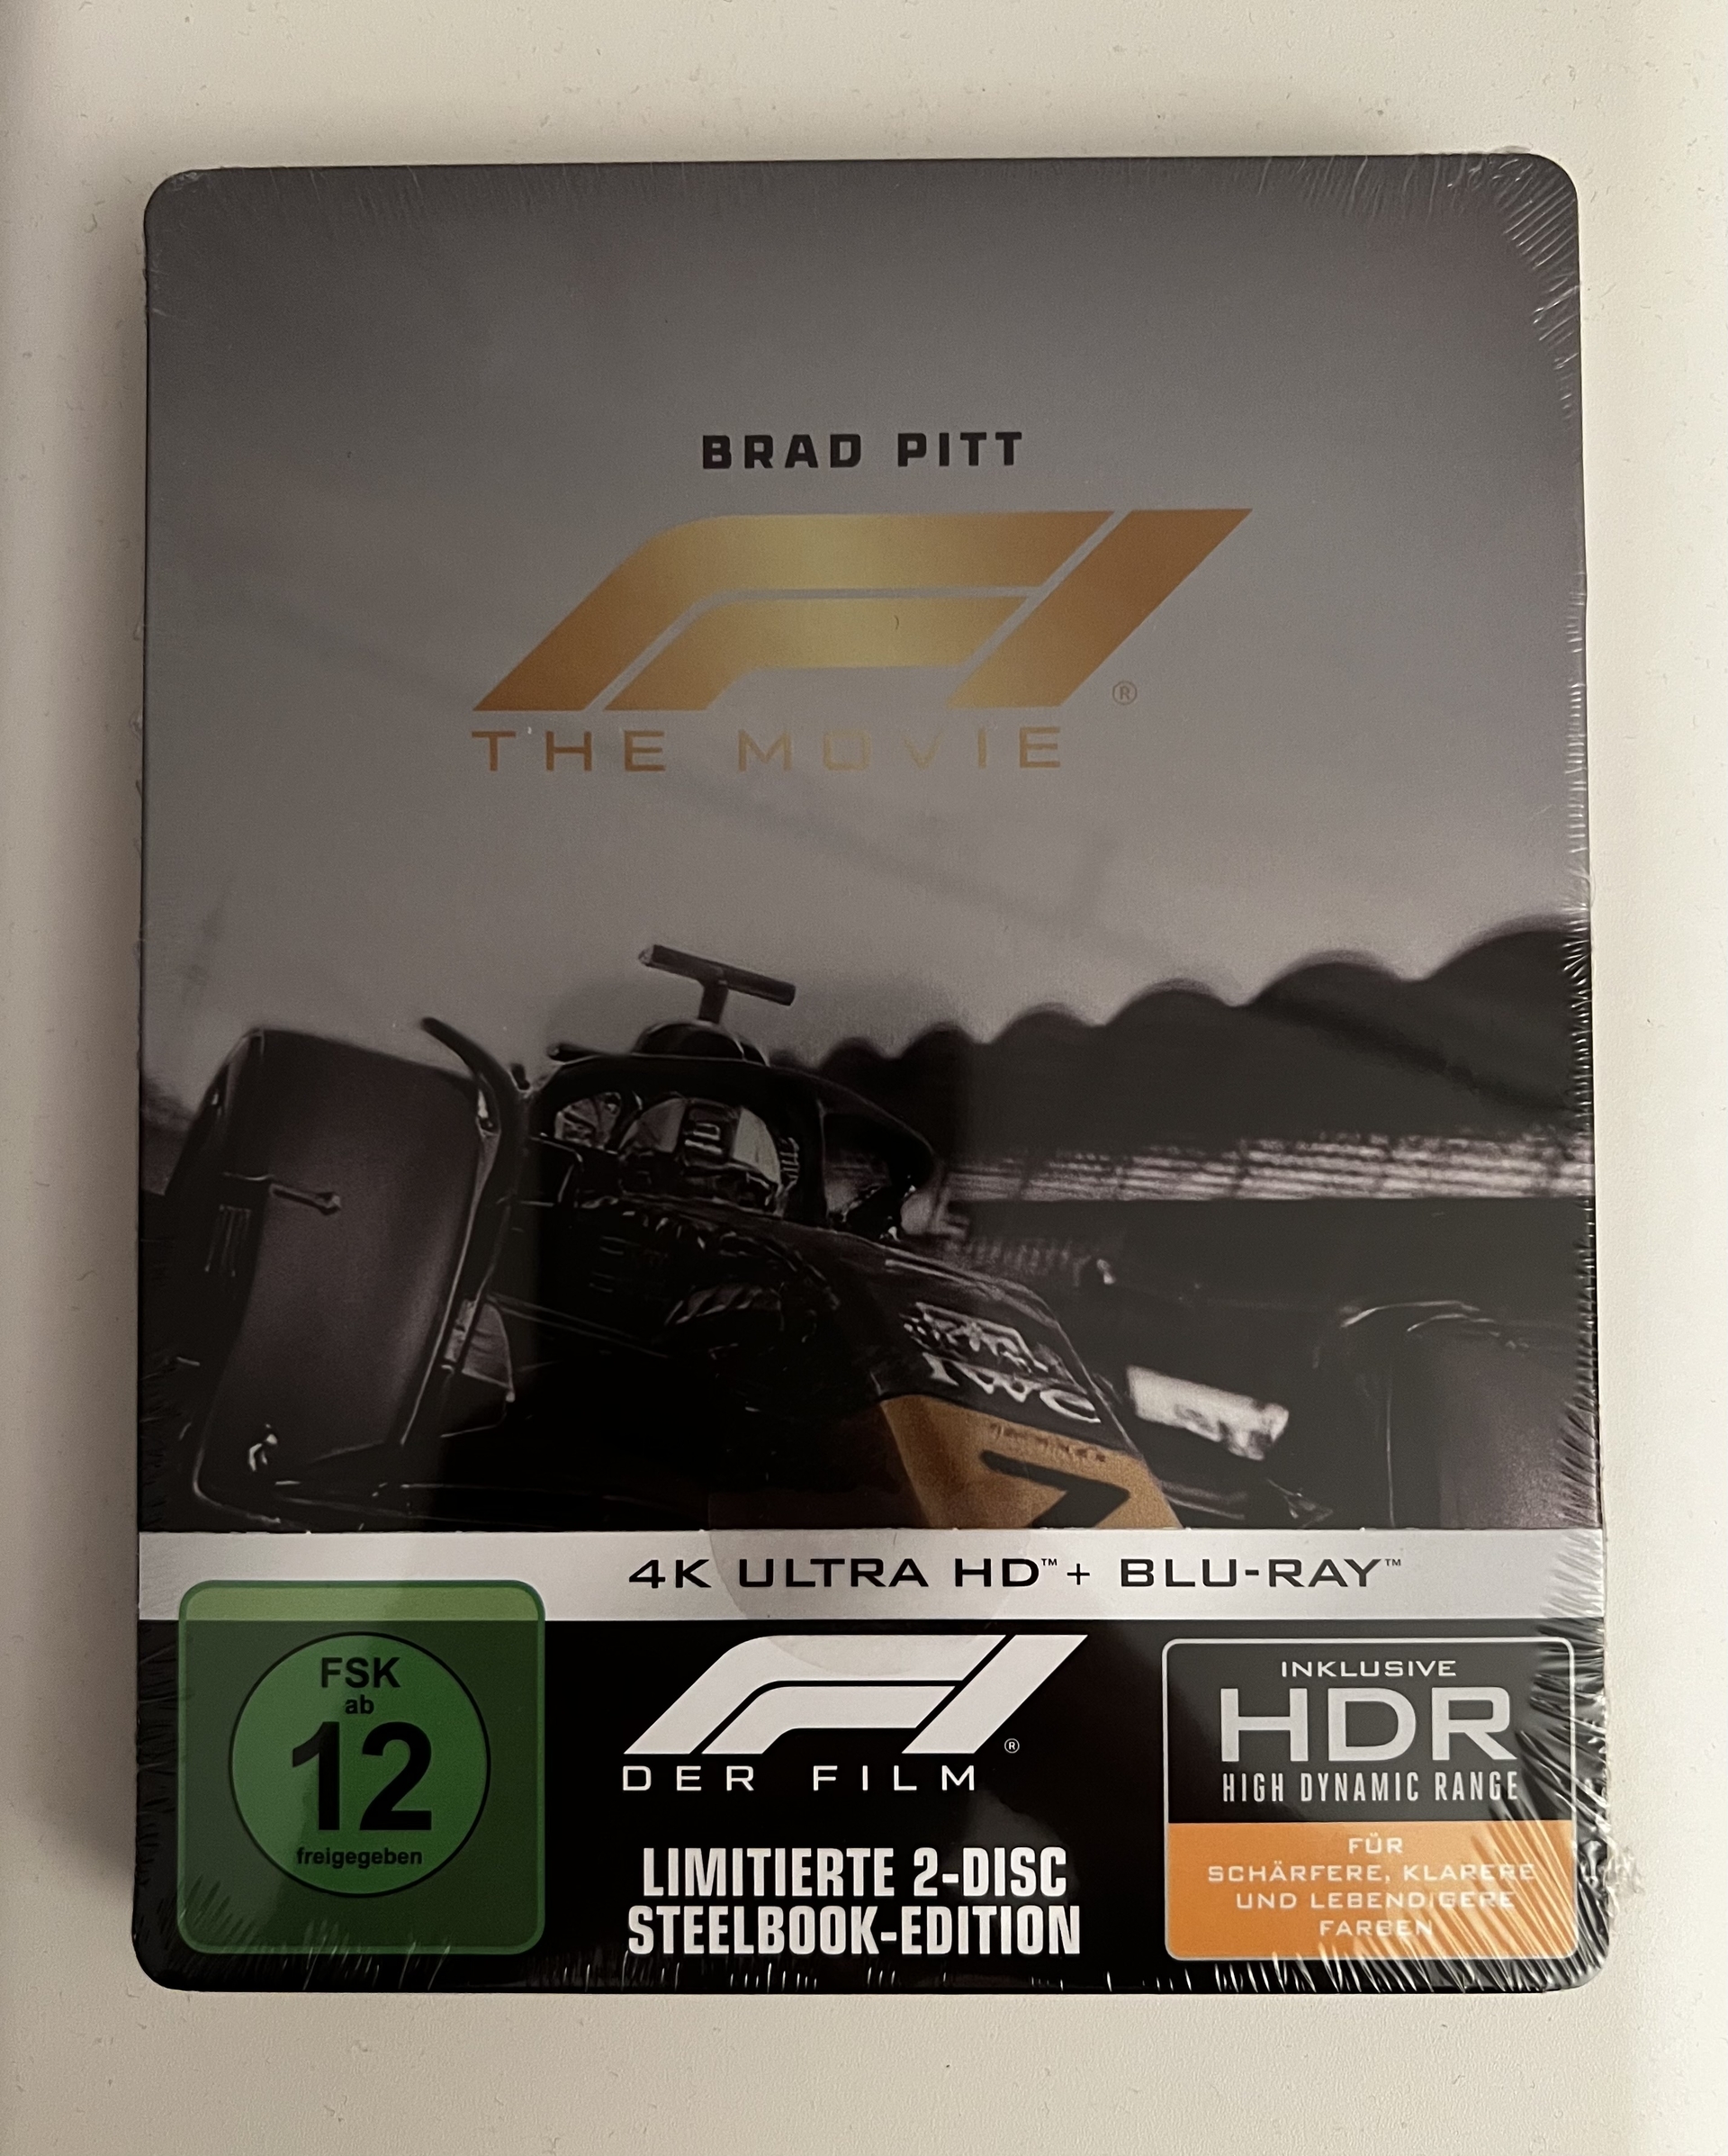 BRAD PITT
F1®
THE MOVIE
IWC
4K ULTRA HD™ + BLU-RAY™
FSK
ab
12
freigegeben
F1®
DER FILM
LIMITIERTE 2-DISC
STEELBOOK-EDITION
INKLUSIVE
HDR
HIGH DYNAMIC RANGE
FÜR
SCHÄRFERE, KLARERE
UND LEBENDIGERE
FARBEN